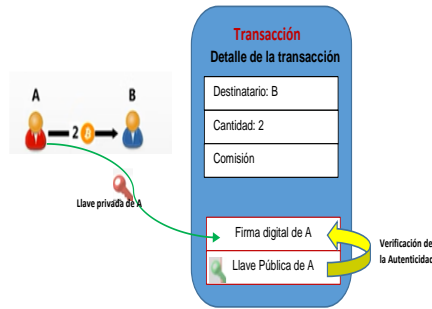 Transacción
Detalle de la transacción
Destinatario: B
Cantidad: 2
Comisión
A
B
2
Llave privada de A
Firma digital de A
Llave Pública de A
Verificación de
la Autenticidad